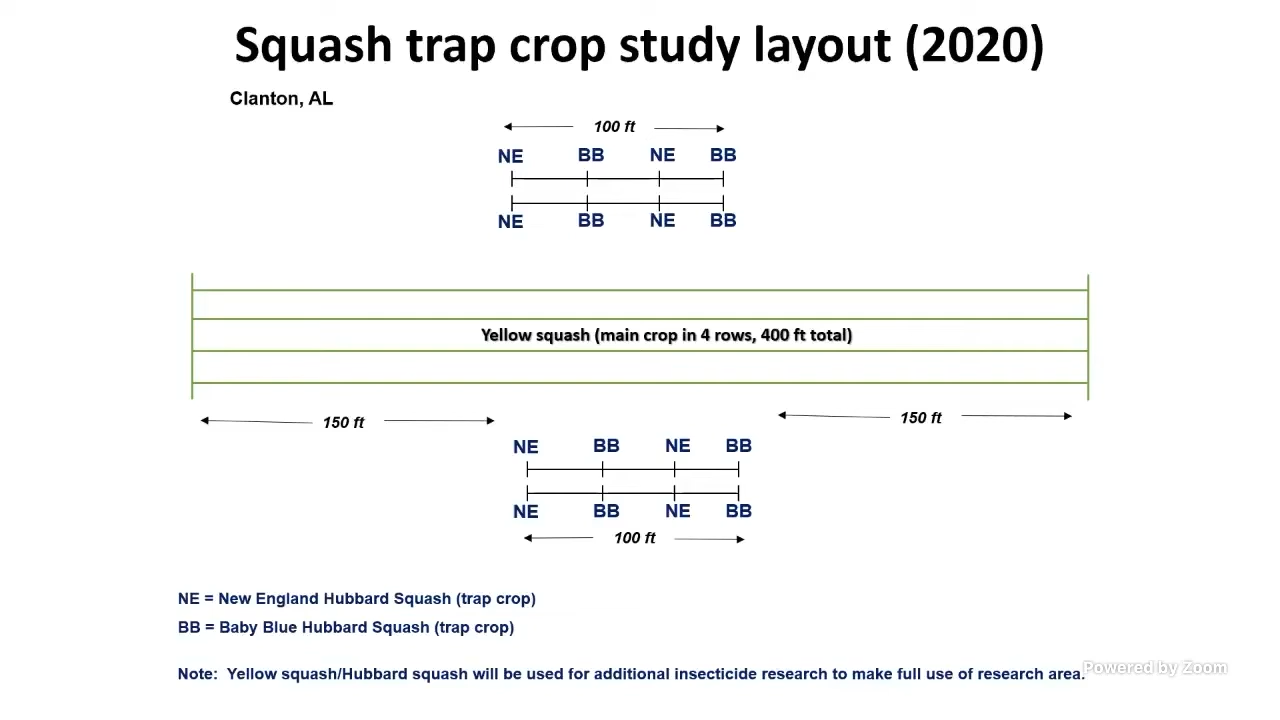 Squash trap crop study layout (2020)
Clanton, AL
100 ft
NE BB NE BB
NE BB NE BB
Yellow squash (main crop in 4 rows, 400 ft total)
150 ft 150 ft
NE BB NE BB
NE BB NE BB
100 ft
NE = New England Hubbard Squash (trap crop)
BB = Baby Blue Hubbard Squash (trap crop)
Note: Yellow squash/Hubbard squash will be used for additional insecticide research to make full use of research area.
Powered by Zoom